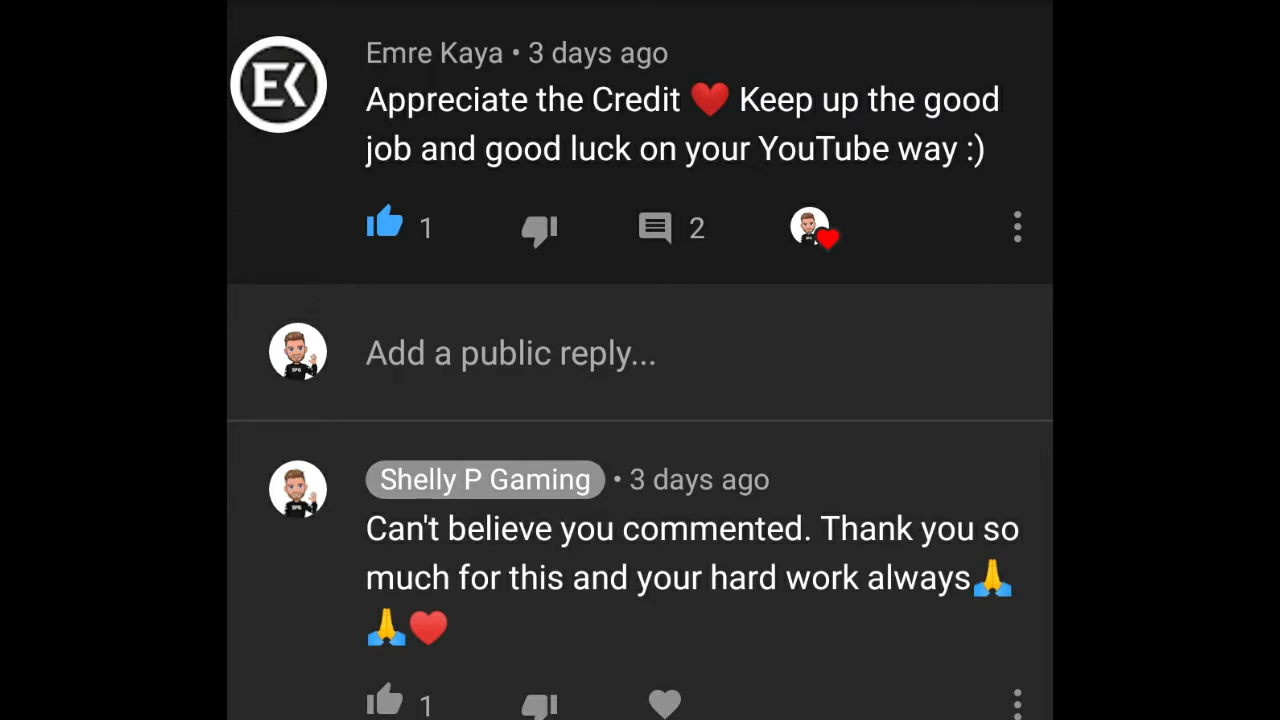 EK
Emre Kaya • 3 days ago
Appreciate the Credit ❤️ Keep up the good
job and good luck on your YouTube way :)
1 2
Add a public reply...
Shelly P Gaming • 3 days ago
Can't believe you commented. Thank you so
much for this and your hard work always🙏
🙏❤️
1